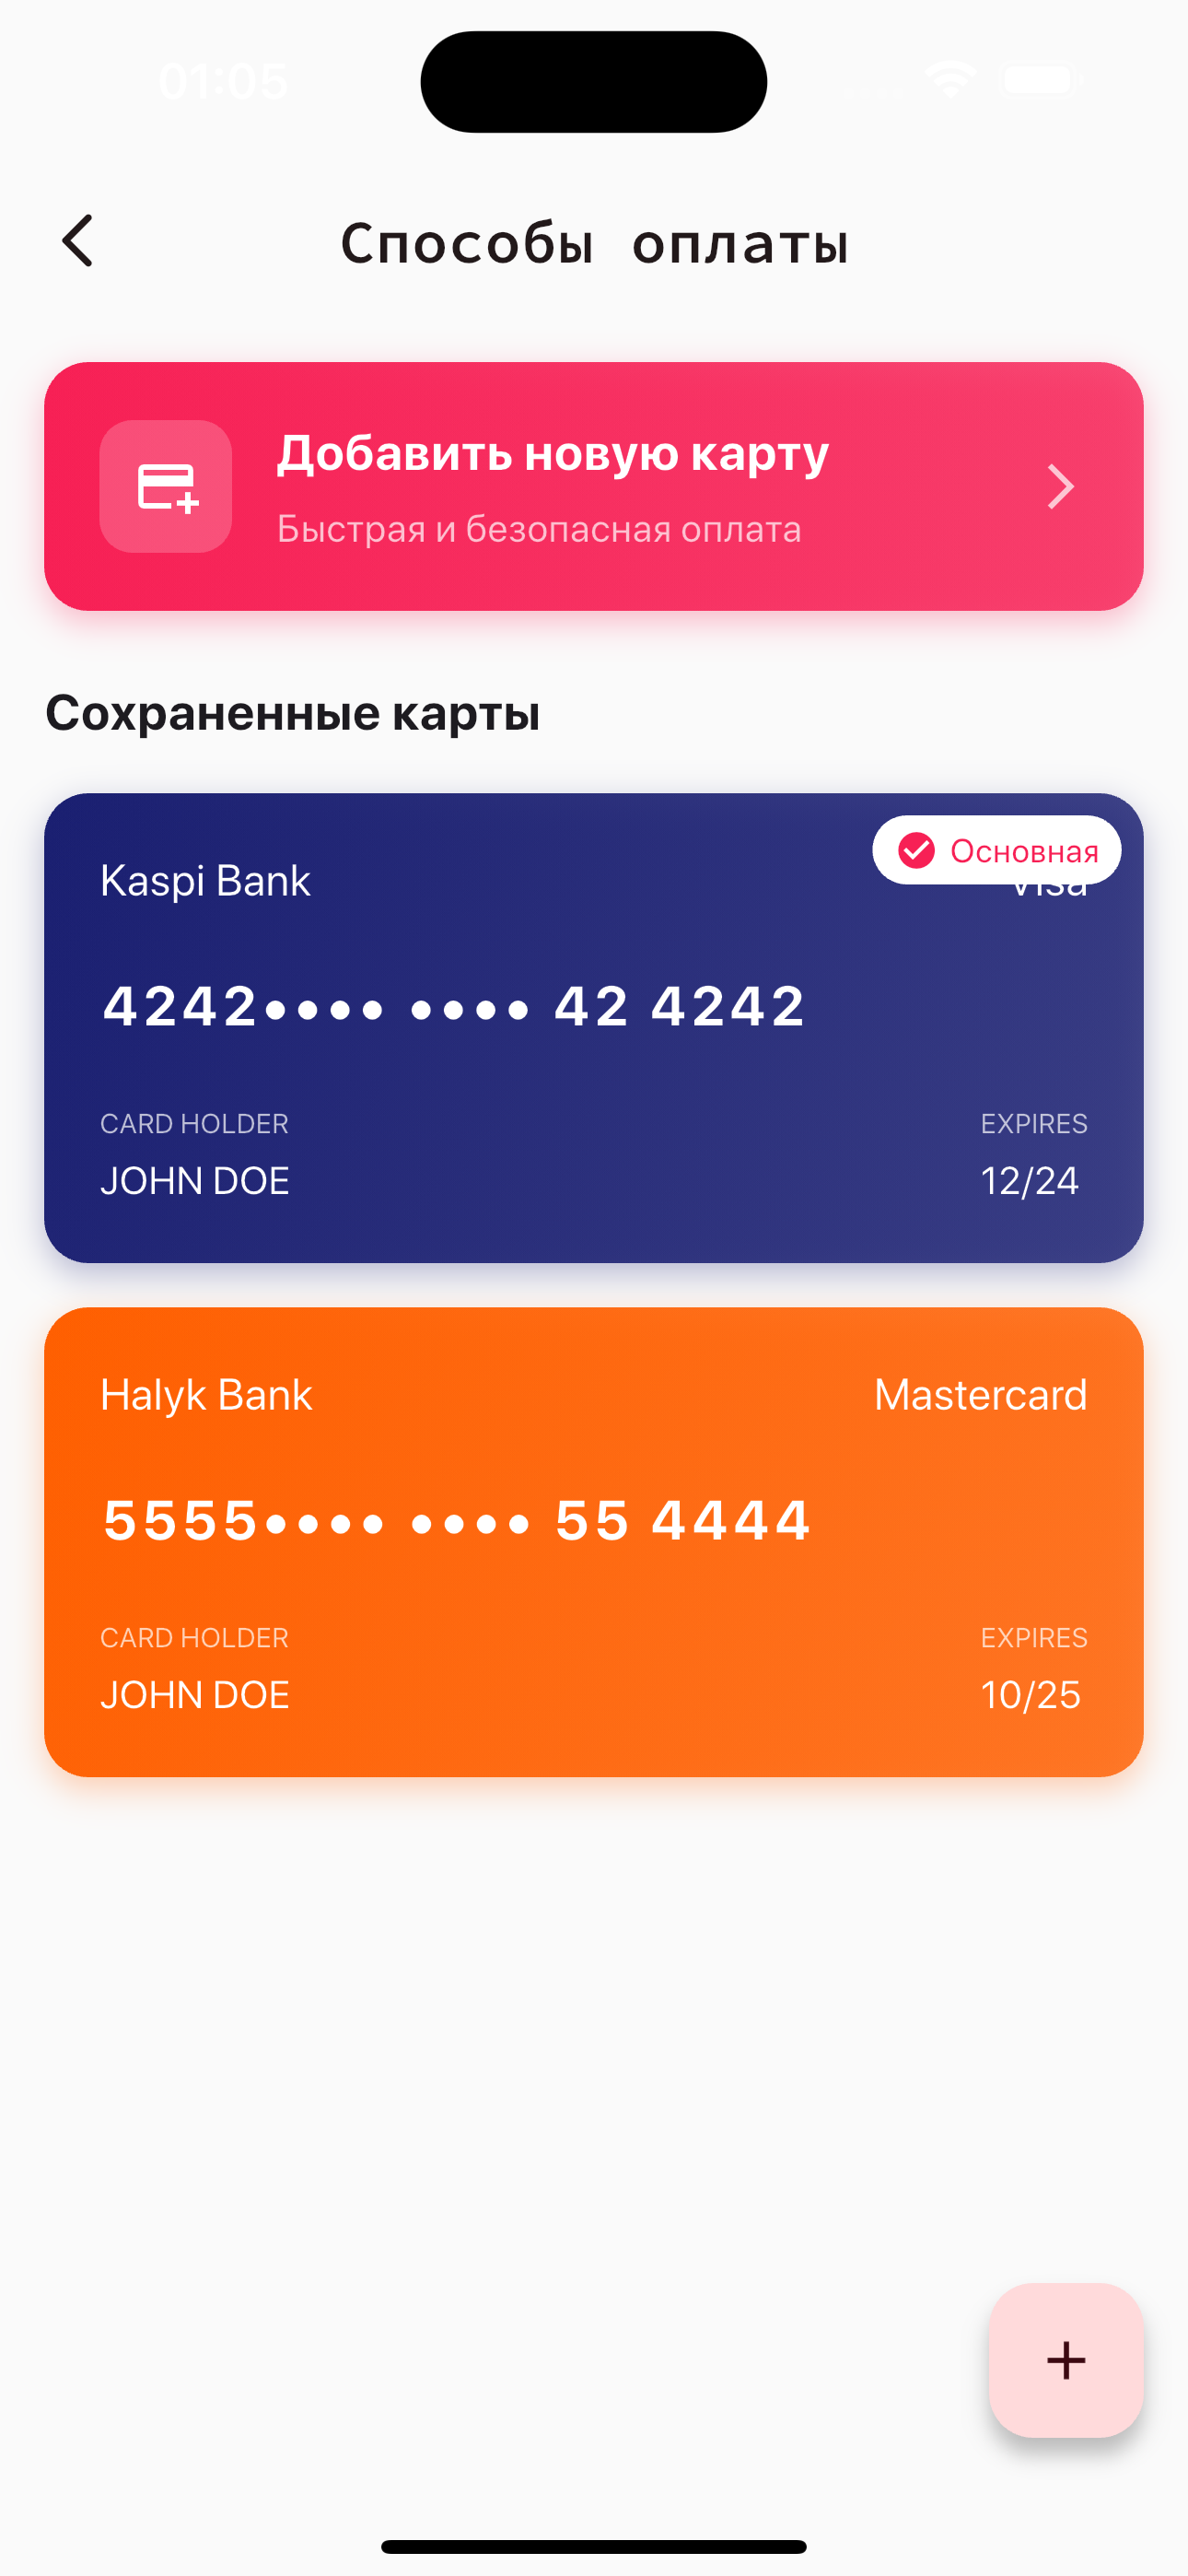 01:05
Способы оплаты
Добавить новую карту
Быстрая и безопасная оплата
Сохраненные карты
Основная
Kaspi Bank
Visa
4242•••• •••• 42 4242
CARD HOLDER
EXPIRES
JOHN DOE
12/24
Halyk Bank
Mastercard
5555•••• •••• 55 4444
CARD HOLDER
EXPIRES
JOHN DOE
10/25